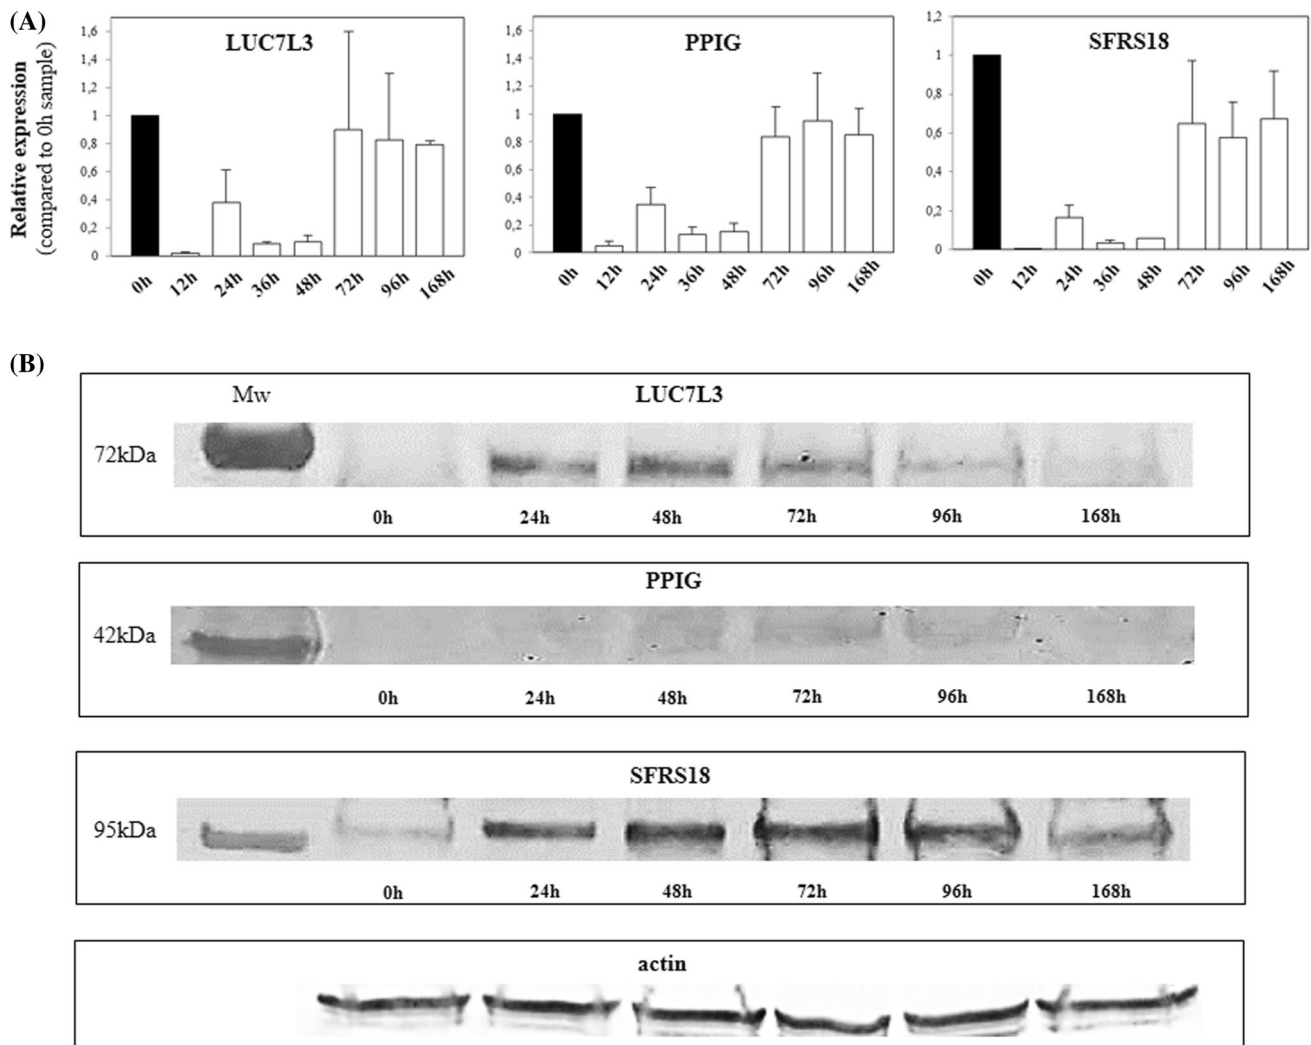 (A)
Relative expression
(compared to 0h sample)
LUC7L3
1,6
1,4
1,2
1
0,8
0,6
0,4
0,2
0
0h 12h 24h 36h 48h 72h 96h 168h
PPIG
1,6
1,4
1,2
1
0,8
0,6
0,4
0,2
0
0h 12h 24h 36h 48h 72h 96h 168h
SFRS18
1,2
1
0,8
0,6
0,4
0,2
0
0h 12h 24h 36h 48h 72h 96h 168h
(B)
Mw LUC7L3
72kDa
0h 24h 48h 72h 96h 168h
PPIG
42kDa
0h 24h 48h 72h 96h 168h
SFRS18
95kDa
0h 24h 48h 72h 96h 168h
actin